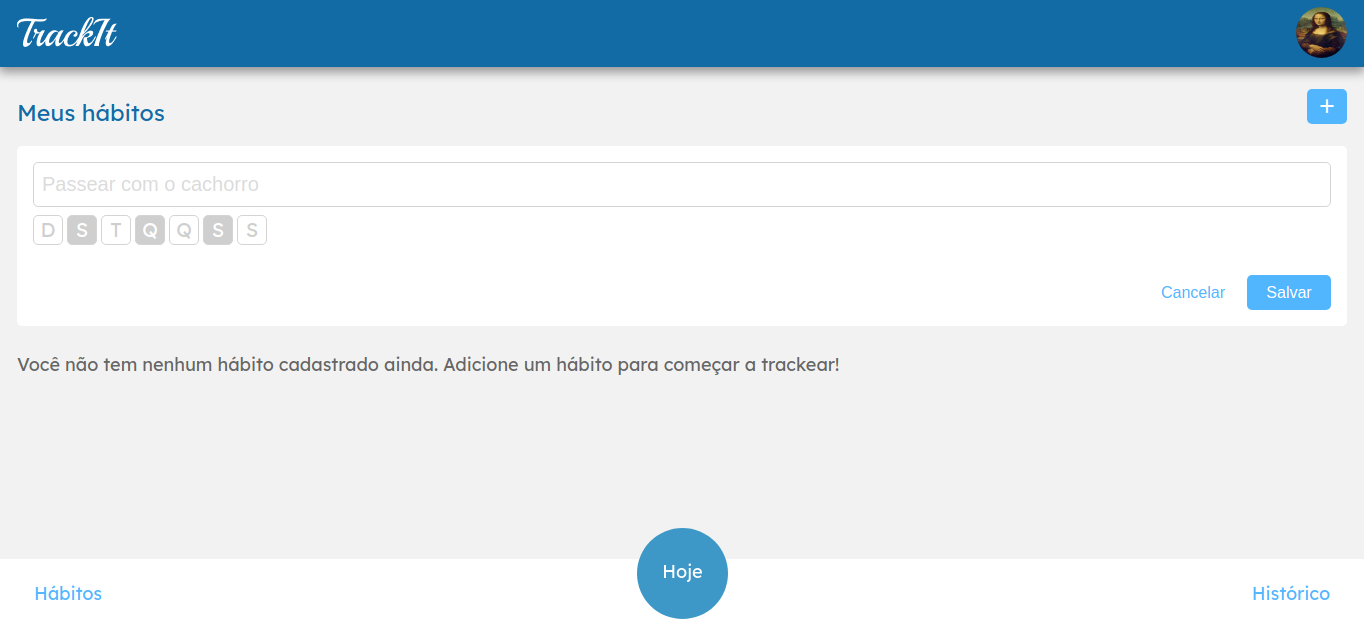 TrackIt
Meus hábitos
+
Passear com o cachorro
D S T Q Q S S
Cancelar Salvar
Você não tem nenhum hábito cadastrado ainda. Adicione um hábito para começar a trackear!
Hoje
Hábitos Histórico